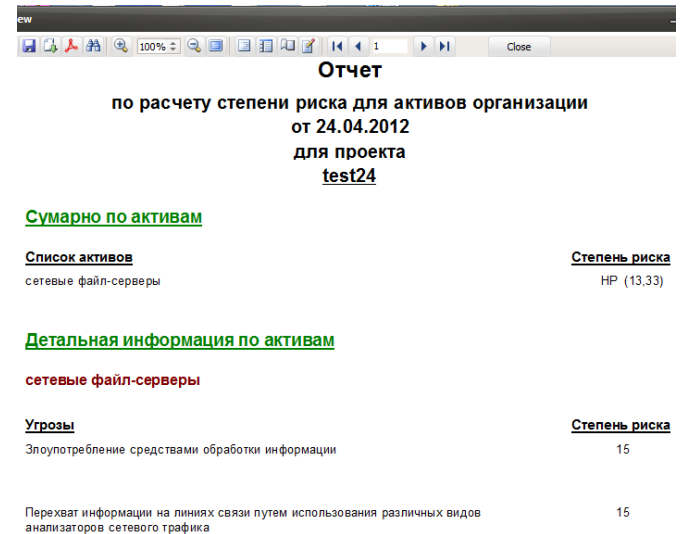 ew
100%
1
Close
Отчет
по расчету степени риска для активов организации
от 24.04.2012
для проекта
test24
Сумарно по активам
Список активов Степень риска
сетевые файл-серверы НР (13,33)
Детальная информация по активам
сетевые файл-серверы
Угрозы Степень риска
Злоупотребление средствами обработки информации 15
Перехват информации на линиях связи путем использования различных видов 15
анализаторов сетевого трафика